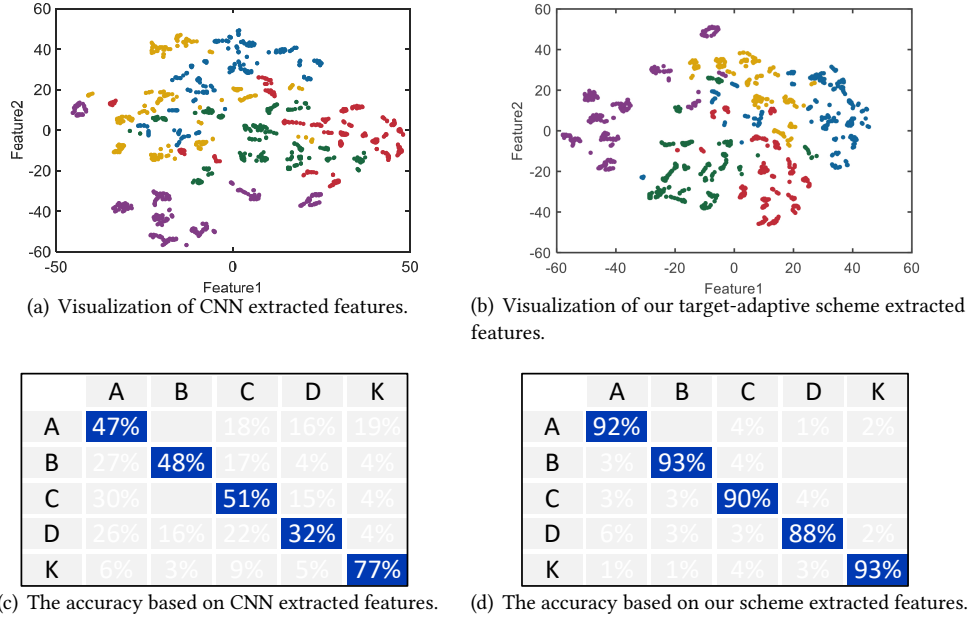 60
40
20
0
-20
-40
-60
Feature2
-50
0
50
Feature1
(a) Visualization of CNN extracted features.
60
40
20
0
-20
-40
-60
Feature2
-60
-40
-20
0
20
40
60
Feature1
(b) Visualization of our target-adaptive scheme extracted
features.
A B C D K
A 47% 18% 16% 19%
B 27% 48% 17% 4% 4%
C 30% 51% 15% 4%
D 26% 16% 22% 32% 4%
K 6% 3% 9% 5% 77%
(c) The accuracy based on CNN extracted features.
A B C D K
A 92% 4% 1% 2%
B 3% 93% 4%
C 3% 3% 90% 4%
D 6% 3% 3% 88% 2%
K 1% 1% 4% 3% 93%
(d) The accuracy based on our scheme extracted features.